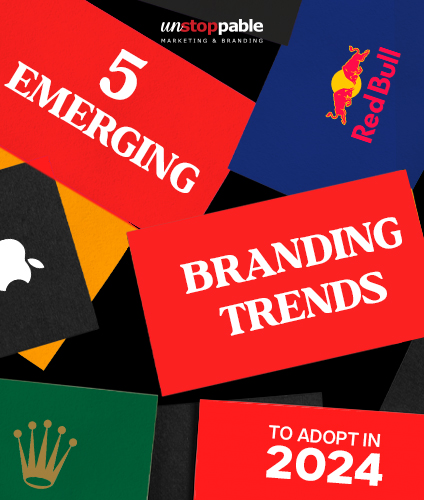 unstoppable
MARKETING & BRANDING
5
EMERGING
Red Bull
BRANDING
TRENDS
TO ADOPT IN
2024